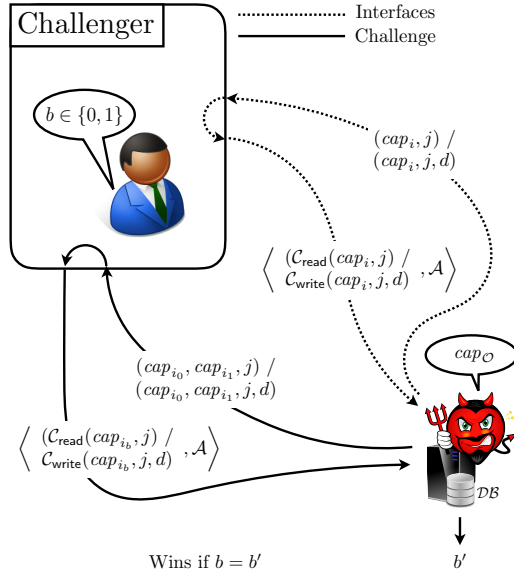 Challenger
Interfaces
Challenge
b ∈ {0, 1}
(cap_i, j) /
(cap_i, j, d)
⟨ (C_read(cap_i, j) / C_write(cap_i, j, d) , A ⟩
cap_O
(cap_{i_0}, cap_{i_1}, j) /
(cap_{i_0}, cap_{i_1}, j, d)
⟨ (C_read(cap_{i_b}, j) / C_write(cap_{i_b}, j, d) , A ⟩
DB
Wins if b = b′
b′